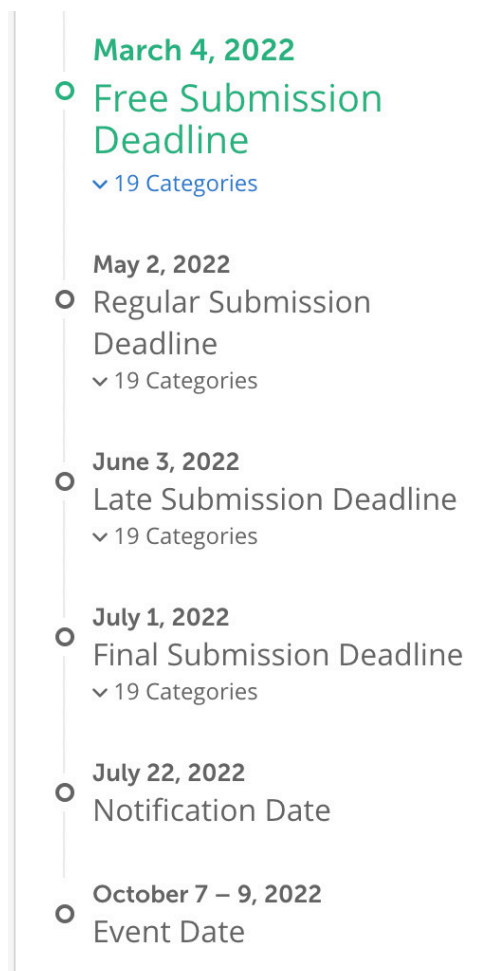 March 4, 2022
Free Submission
Deadline
19 Categories
May 2, 2022
Regular Submission
Deadline
19 Categories
June 3, 2022
Late Submission Deadline
19 Categories
July 1, 2022
Final Submission Deadline
19 Categories
July 22, 2022
Notification Date
October 7 – 9, 2022
Event Date